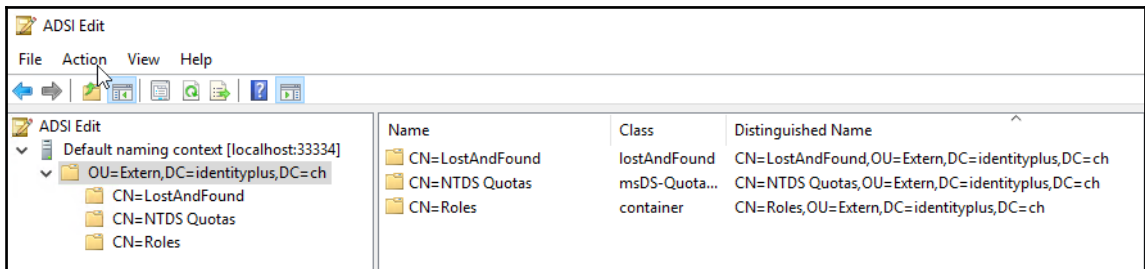 ADSI Edit
File Action View Help
ADSI Edit
Default naming context [localhost:33334]
OU=Extern,DC=identityplus,DC=ch
CN=LostAndFound
CN=NTDS Quotas
CN=Roles
Name Class Distinguished Name
CN=LostAndFound lostAndFound CN=LostAndFound,OU=Extern,DC=identityplus,DC=ch
CN=NTDS Quotas msDS-Quota... CN=NTDS Quotas,OU=Extern,DC=identityplus,DC=ch
CN=Roles container CN=Roles,OU=Extern,DC=identityplus,DC=ch